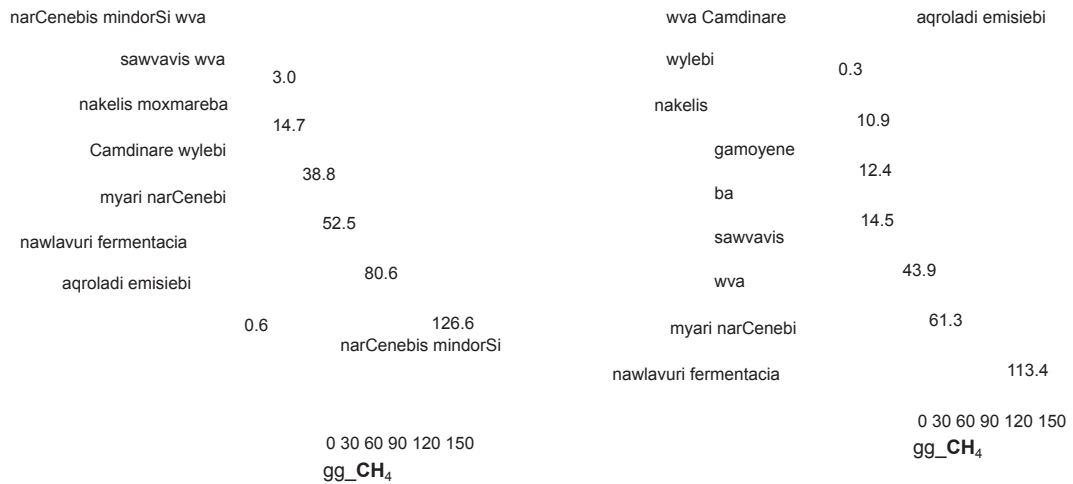 narCenebis mindorSi wva
sawvavis wva
3.0
nakelis moxmareba
14.7
Camdinare wylebi
38.8
myari narCenebi
52.5
nawlavuri fermentacia
80.6
aqroladi emisiebi
0.6 126.6
narCenebis mindorSi
0 30 60 90 120 150
gg_CH₄
wva Camdinare aqroladi emisiebi
wylebi
0.3
nakelis
10.9
gamoyene
12.4
ba
14.5
sawvavis
43.9
wva
61.3
myari narCenebi
113.4
nawlavuri fermentacia
0 30 60 90 120 150
gg_CH₄